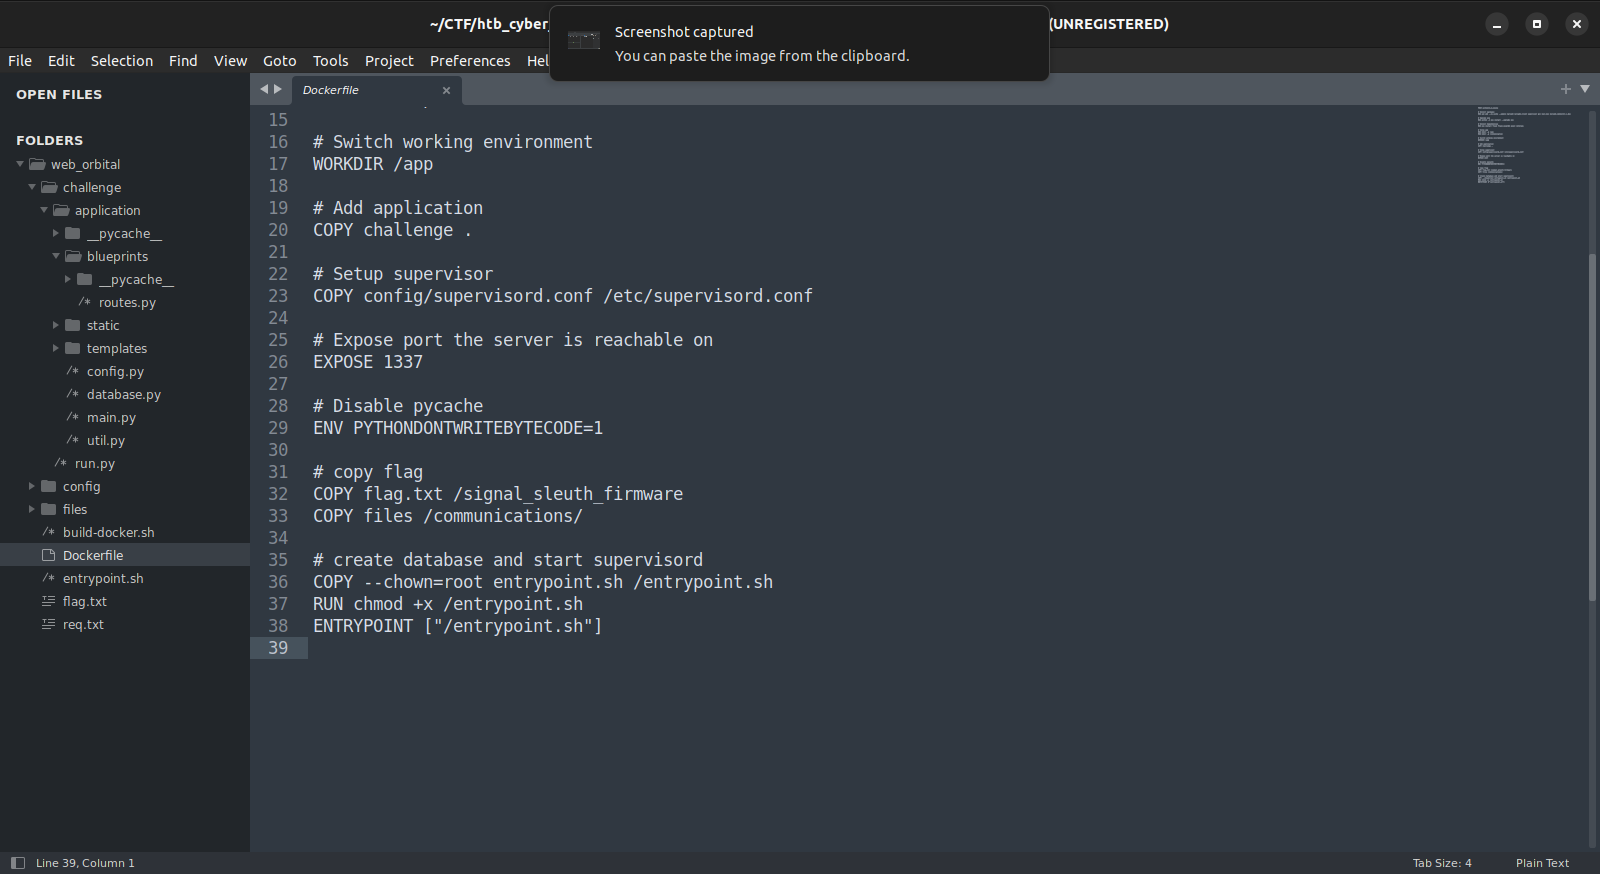 ~/CTF/htb_cyber_
(UNREGISTERED)
Screenshot captured
You can paste the image from the clipboard.
File Edit Selection Find View Goto Tools Project Preferences Hel
OPEN FILES
Dockerfile
FOLDERS
web_orbital
challenge
application
__pycache__
blueprints
__pycache__
routes.py
static
templates
config.py
database.py
main.py
util.py
run.py
config
files
build-docker.sh
Dockerfile
entrypoint.sh
flag.txt
req.txt
15
16 # Switch working environment
17 WORKDIR /app
18
19 # Add application
20 COPY challenge .
21
22 # Setup supervisor
23 COPY config/supervisord.conf /etc/supervisord.conf
24
25 # Expose port the server is reachable on
26 EXPOSE 1337
27
28 # Disable pycache
29 ENV PYTHONDONTWRITEBYTECODE=1
30
31 # copy flag
32 COPY flag.txt /signal_sleuth_firmware
33 COPY files /communications/
34
35 # create database and start supervisord
36 COPY --chown=root entrypoint.sh /entrypoint.sh
37 RUN chmod +x /entrypoint.sh
38 ENTRYPOINT ["/entrypoint.sh"]
39
Line 39, Column 1
Tab Size: 4
Plain Text